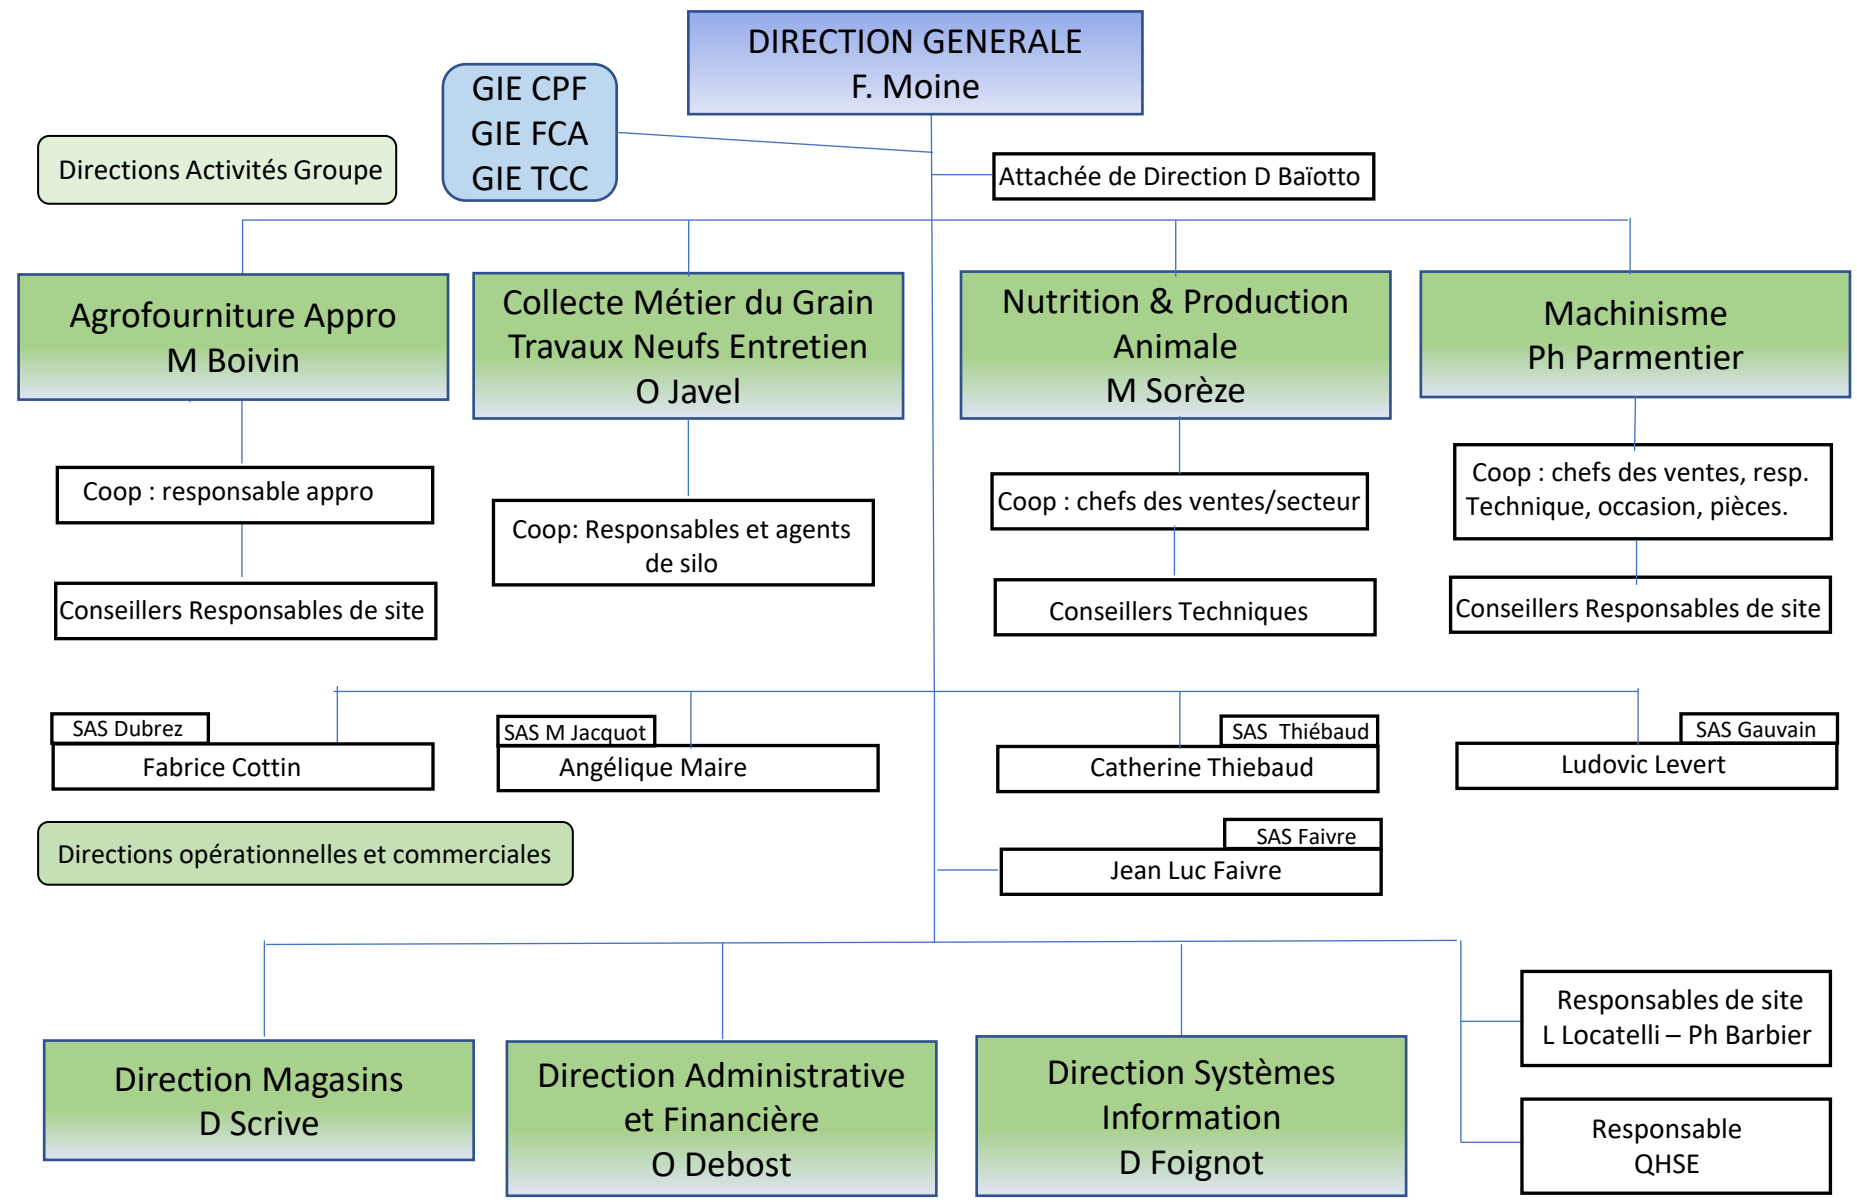 DIRECTION GENERALE
F. Moine
GIE CPF
GIE FCA
GIE TCC
Directions Activités Groupe
Attachée de Direction D Baïotto
Agrofourniture Appro
M Boivin
Collecte Métier du Grain
Travaux Neufs Entretien
O Javel
Nutrition & Production
Animale
M Sorèze
Machinisme
Ph Parmentier
Coop : responsable appro
Coop: Responsables et agents
de silo
Coop : chefs des ventes/secteur
Coop : chefs des ventes, resp.
Technique, occasion, pièces.
Conseillers Responsables de site
Conseillers Techniques
Conseillers Responsables de site
SAS Dubrez
Fabrice Cottin
SAS M Jacquot
Angélique Maire
SAS Thiébaud
Catherine Thiebaud
SAS Gauvain
Ludovic Levert
Directions opérationnelles et commerciales
SAS Faivre
Jean Luc Faivre
Direction Magasins
D Scrive
Direction Administrative
et Financière
O Debost
Direction Systèmes
Information
D Foignot
Responsables de site
L Locatelli – Ph Barbier
Responsable
QHSE